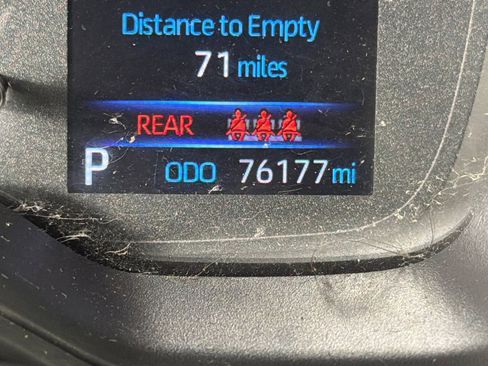 Distance to Empty
71 miles
REAR
P ODO 76177 mi